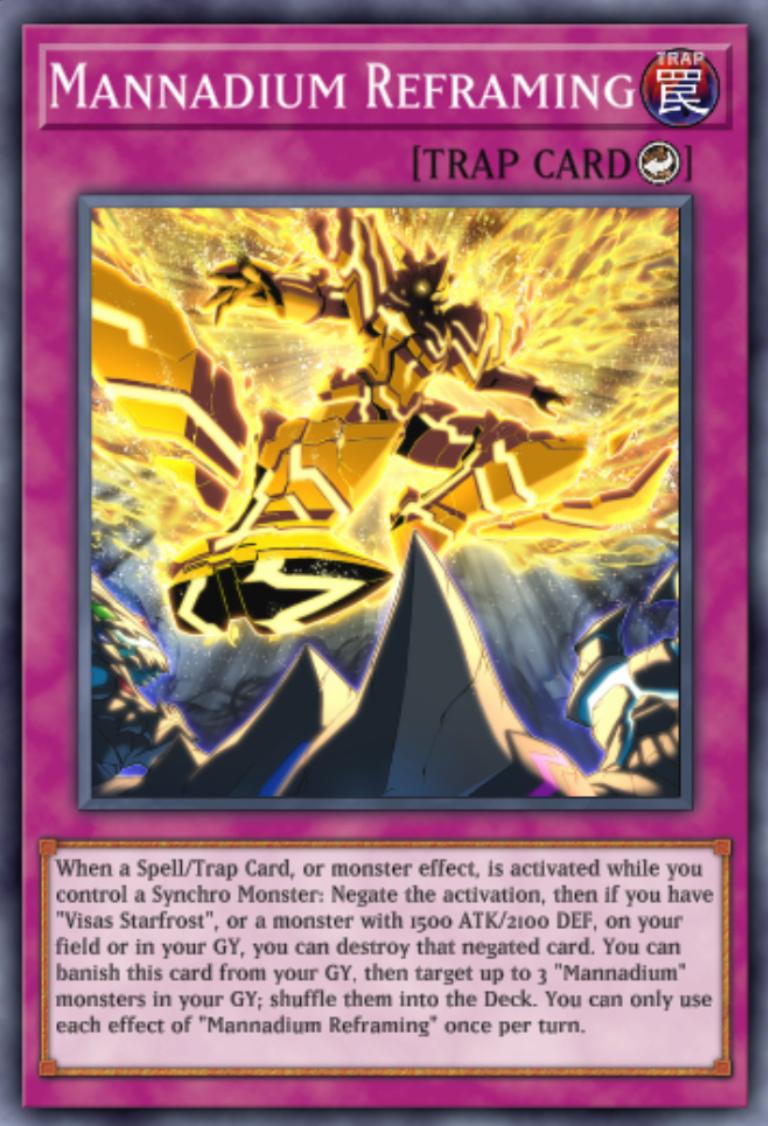 MANNADIUM REFRAMING
TRAP
罠
[TRAP CARD]
When a Spell/Trap Card, or monster effect, is activated while you
control a Synchro Monster: Negate the activation, then if you have
"Visas Starfrost", or a monster with 1500 ATK/2100 DEF, on your
field or in your GY, you can destroy that negated card. You can
banish this card from your GY, then target up to 3 "Mannadium"
monsters in your GY; shuffle them into the Deck. You can only use
each effect of "Mannadium Reframing" once per turn.